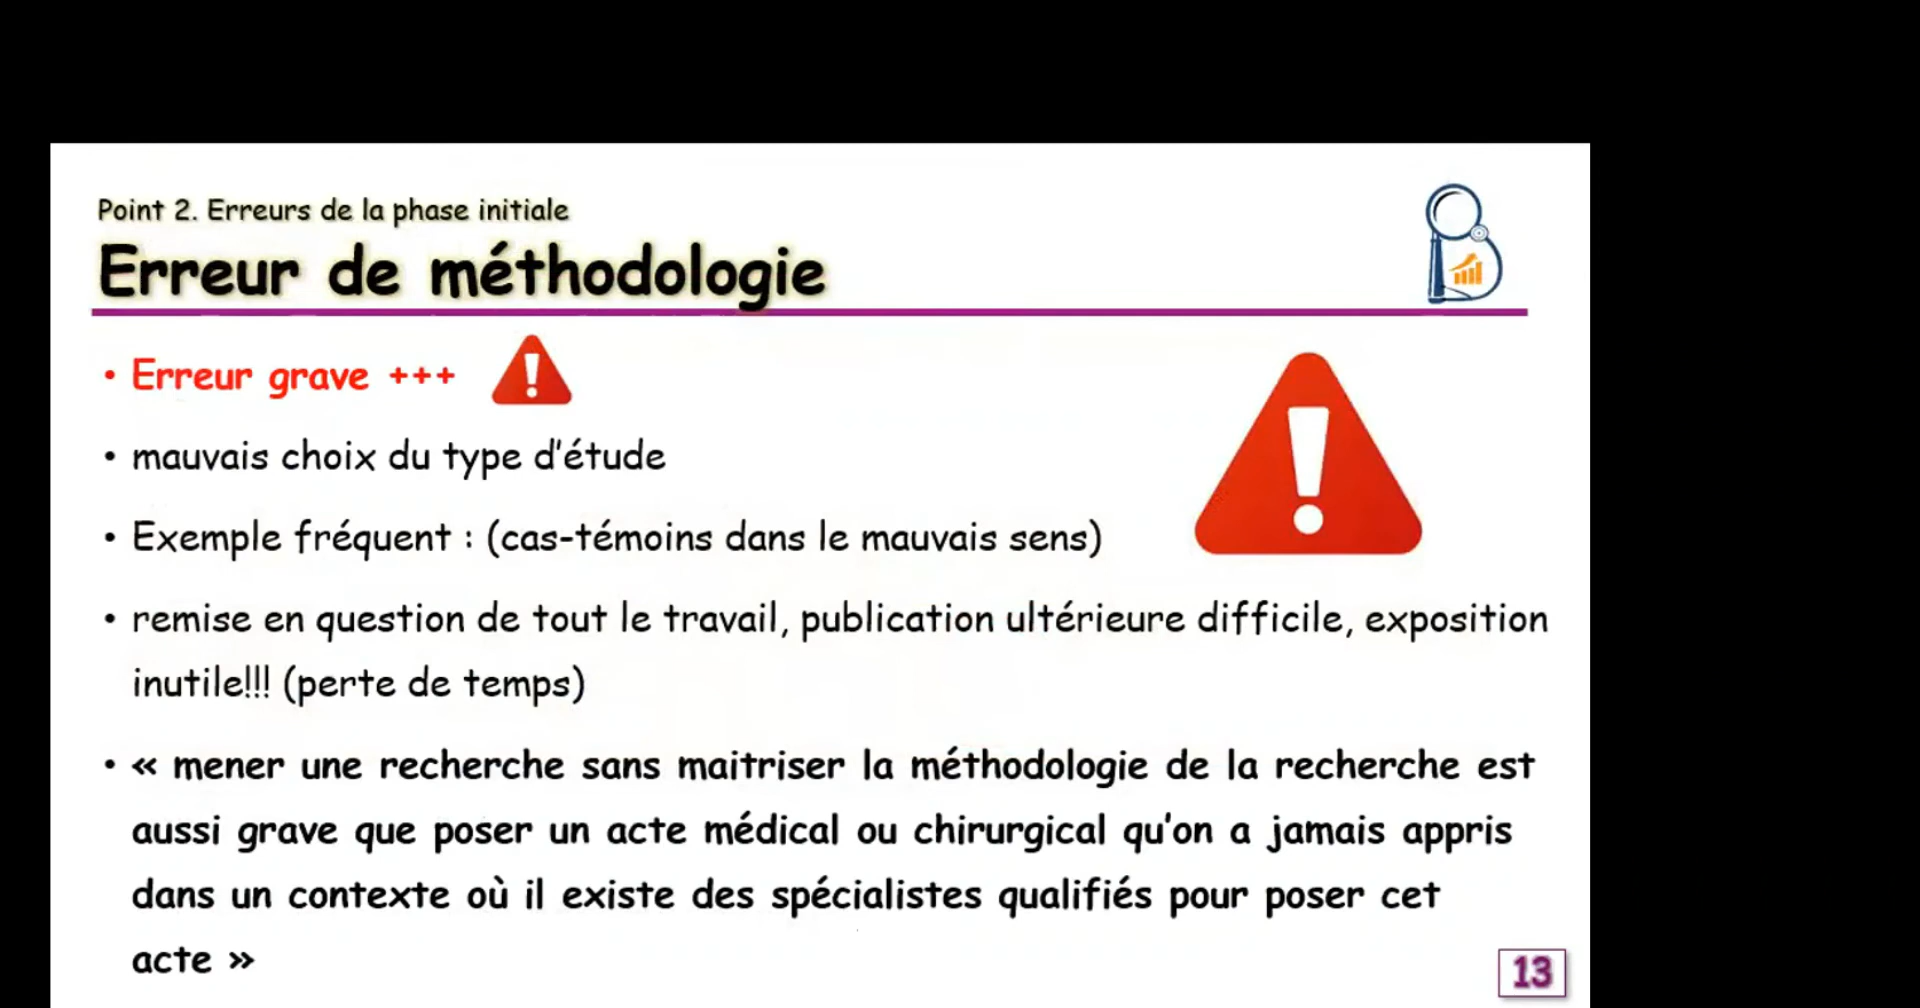 Point 2. Erreurs de la phase initiale
Erreur de méthodologie
• Erreur grave +++
• mauvais choix du type d'étude
• Exemple fréquent : (cas-témoins dans le mauvais sens)
• remise en question de tout le travail, publication ultérieure difficile, exposition
inutile!!! (perte de temps)
• « mener une recherche sans maitriser la méthodologie de la recherche est
aussi grave que poser un acte médical ou chirurgical qu'on a jamais appris
dans un contexte où il existe des spécialistes qualifiés pour poser cet
acte »
13